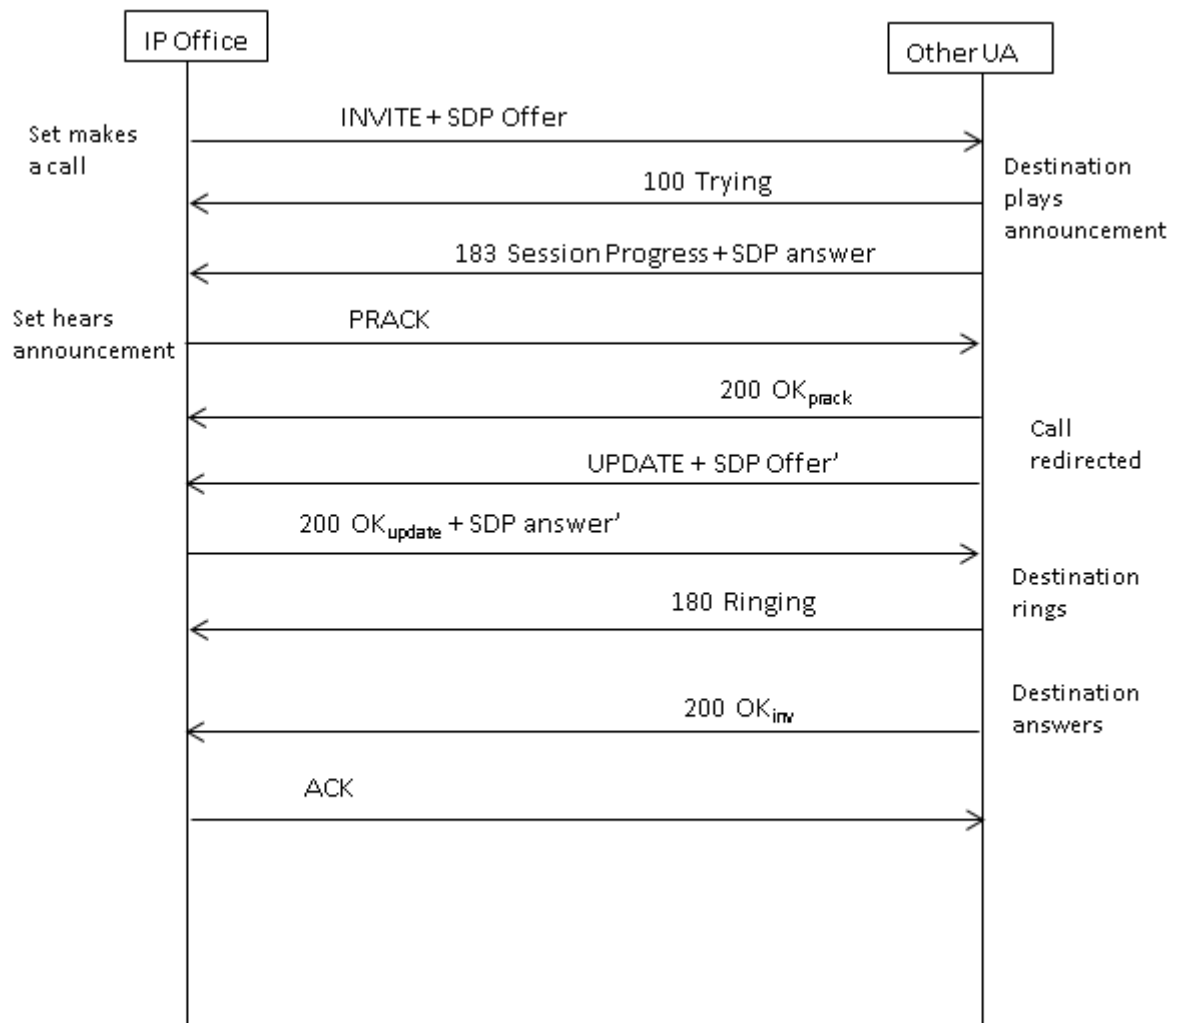 IP Office
Other UA
INVITE + SDP Offer
Set makes
a call
100 Trying
Destination
plays
announcement
183 Session Progress + SDP answer
Set hears
announcement
PRACK
200 OKprack
Call
redirected
UPDATE + SDP Offer’
200 OKupdate + SDP answer’
Destination
rings
180 Ringing
Destination
answers
200 OKinv
ACK